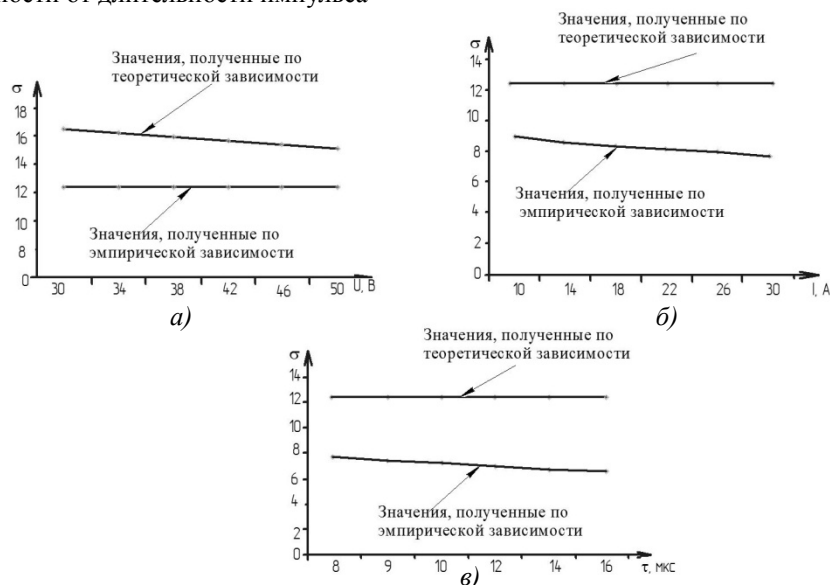 ности от длительности импульса
Значения, полученные по
теоретической зависимости
σ
18
16
14
12
10
8
0
Значения, полученные по
эмпирической зависимости
30 34 38 42 46 50 U, В
а)
Значения, полученные по
теоретической зависимости
σ
14
12
10
8
6
4
2
0
Значения, полученные по
эмпирической зависимости
10 14 18 22 26 30 I, А
б)
Значения, полученные по
теоретической зависимости
σ
14
12
10
8
6
4
2
0
Значения, полученные по
эмпирической зависимости
8 9 10 12 14 16 τ, мкс
в)